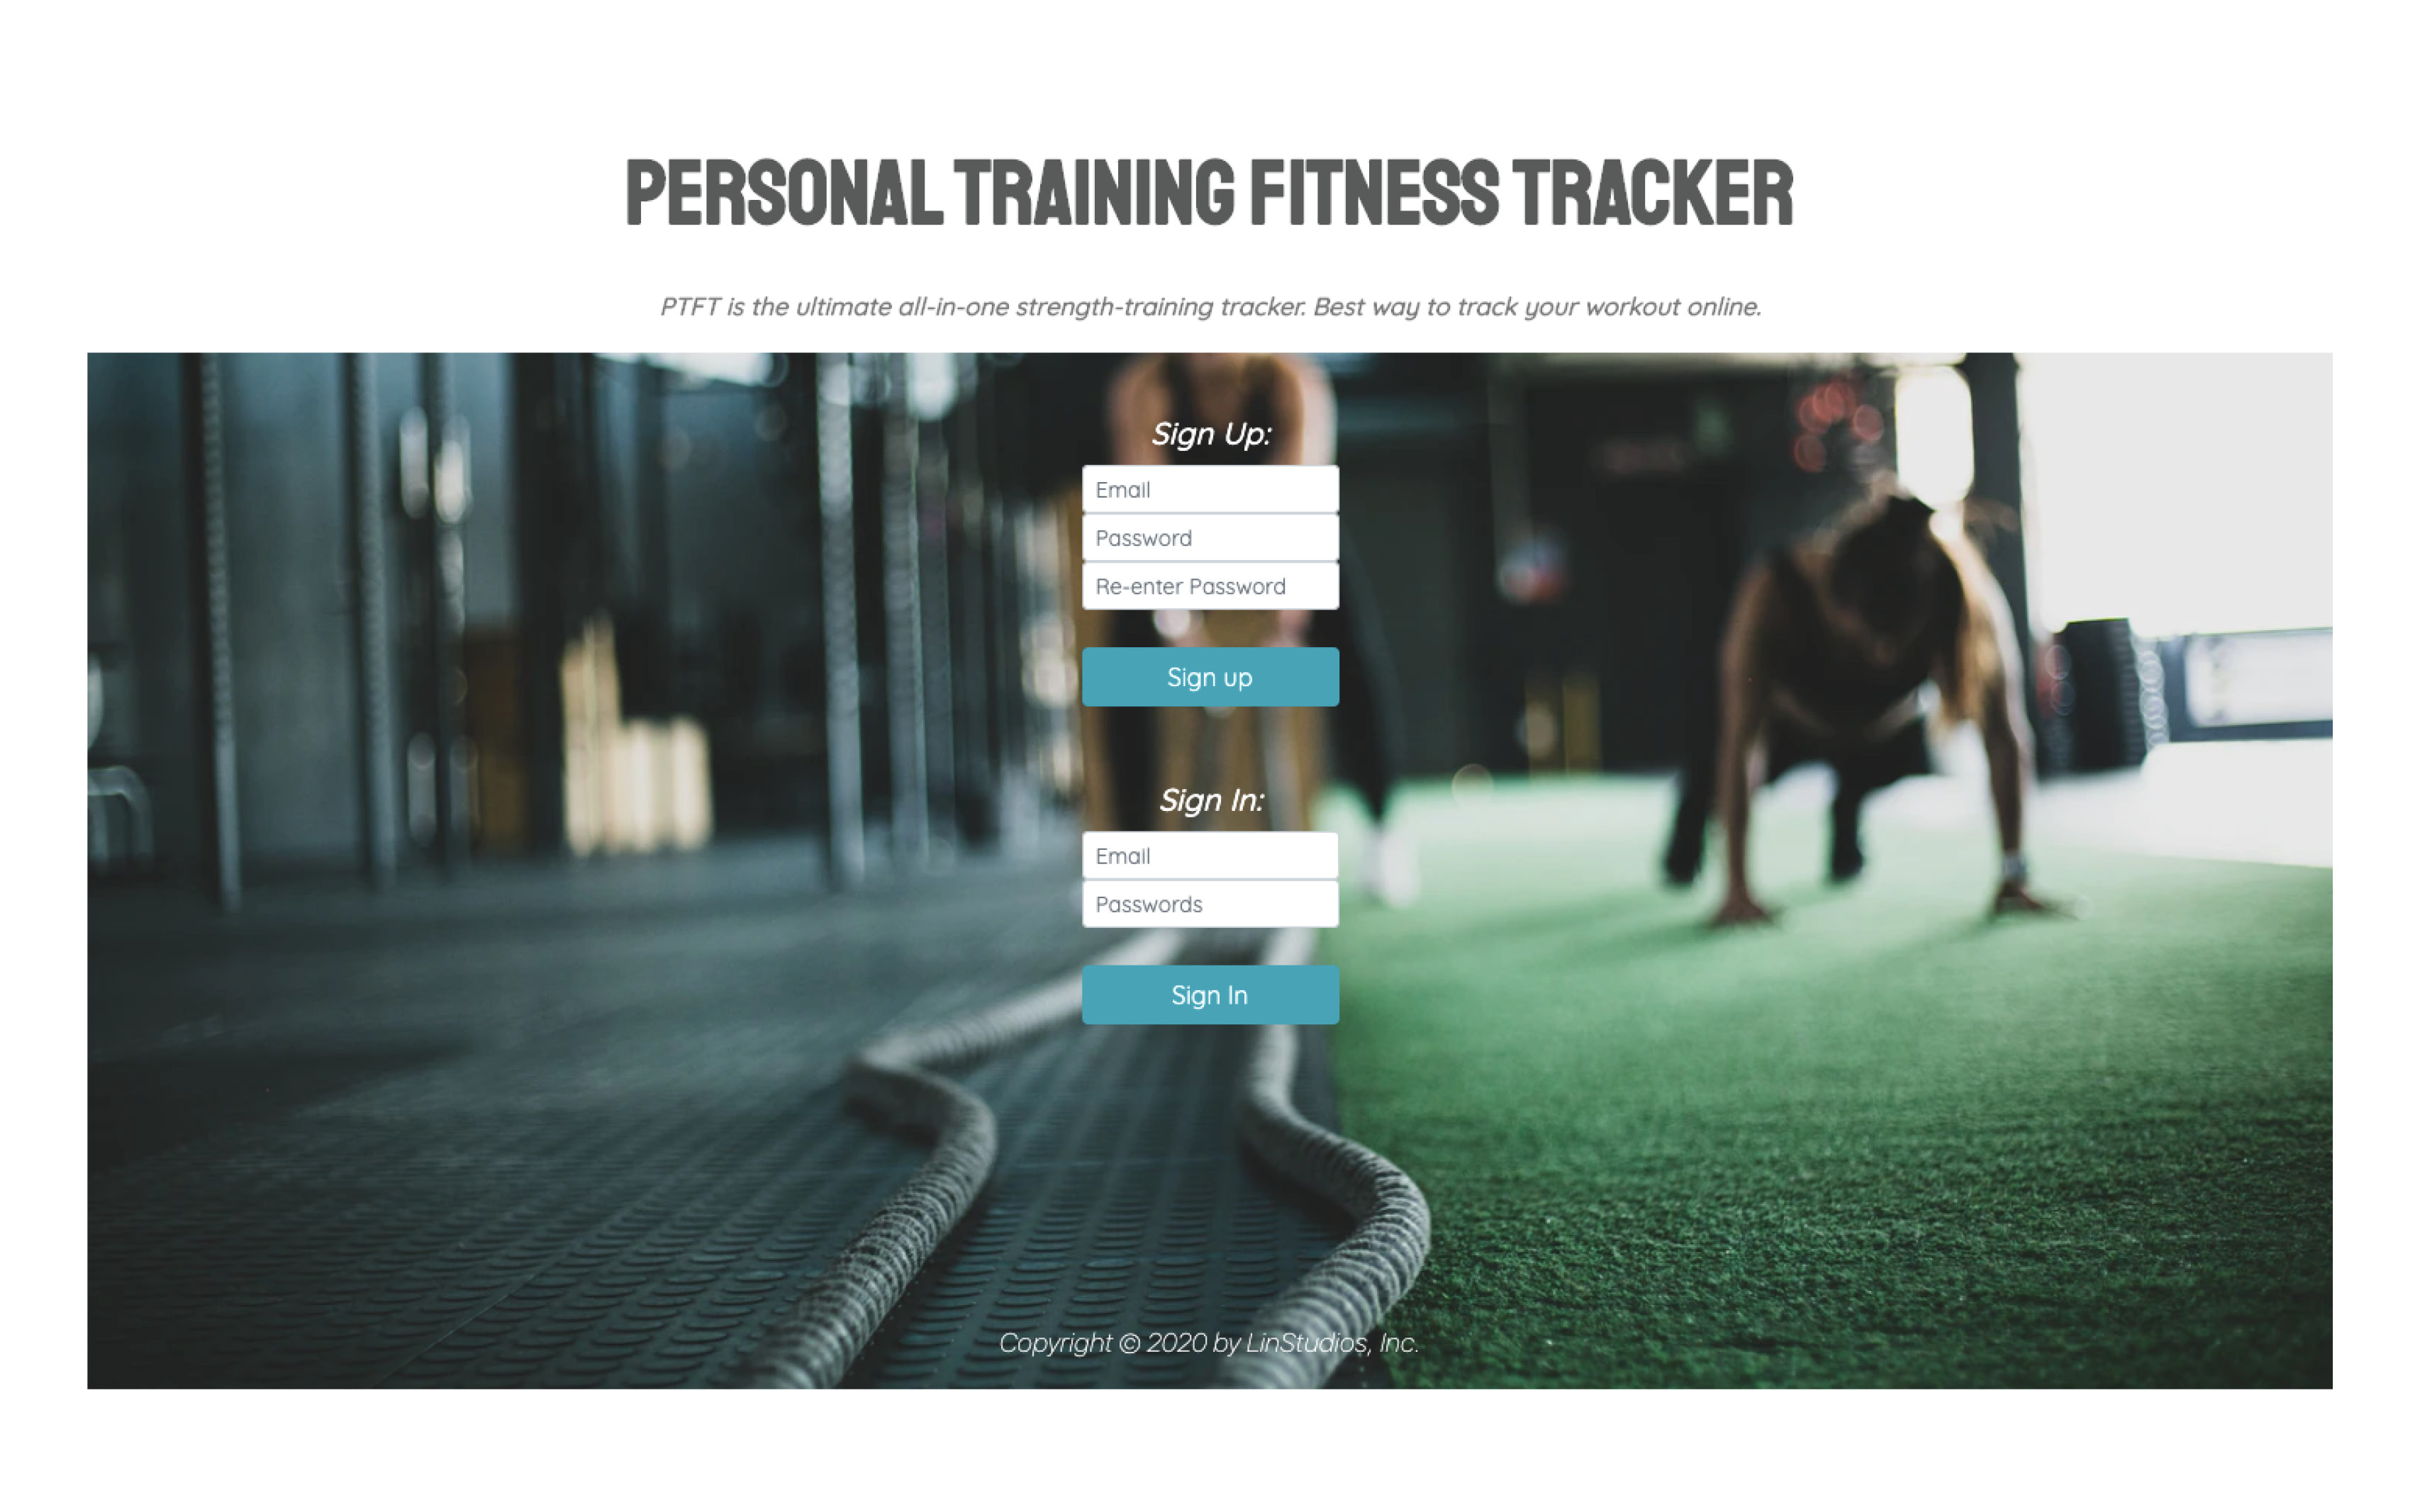 PERSONAL TRAINING FITNESS TRACKER
PTFT is the ultimate all-in-one strength-training tracker. Best way to track your workout online.
Sign Up:
Email
Password
Re-enter Password
Sign up
Sign In:
Email
Passwords
Sign In
Copyright © 2020 by LinStudios, Inc.